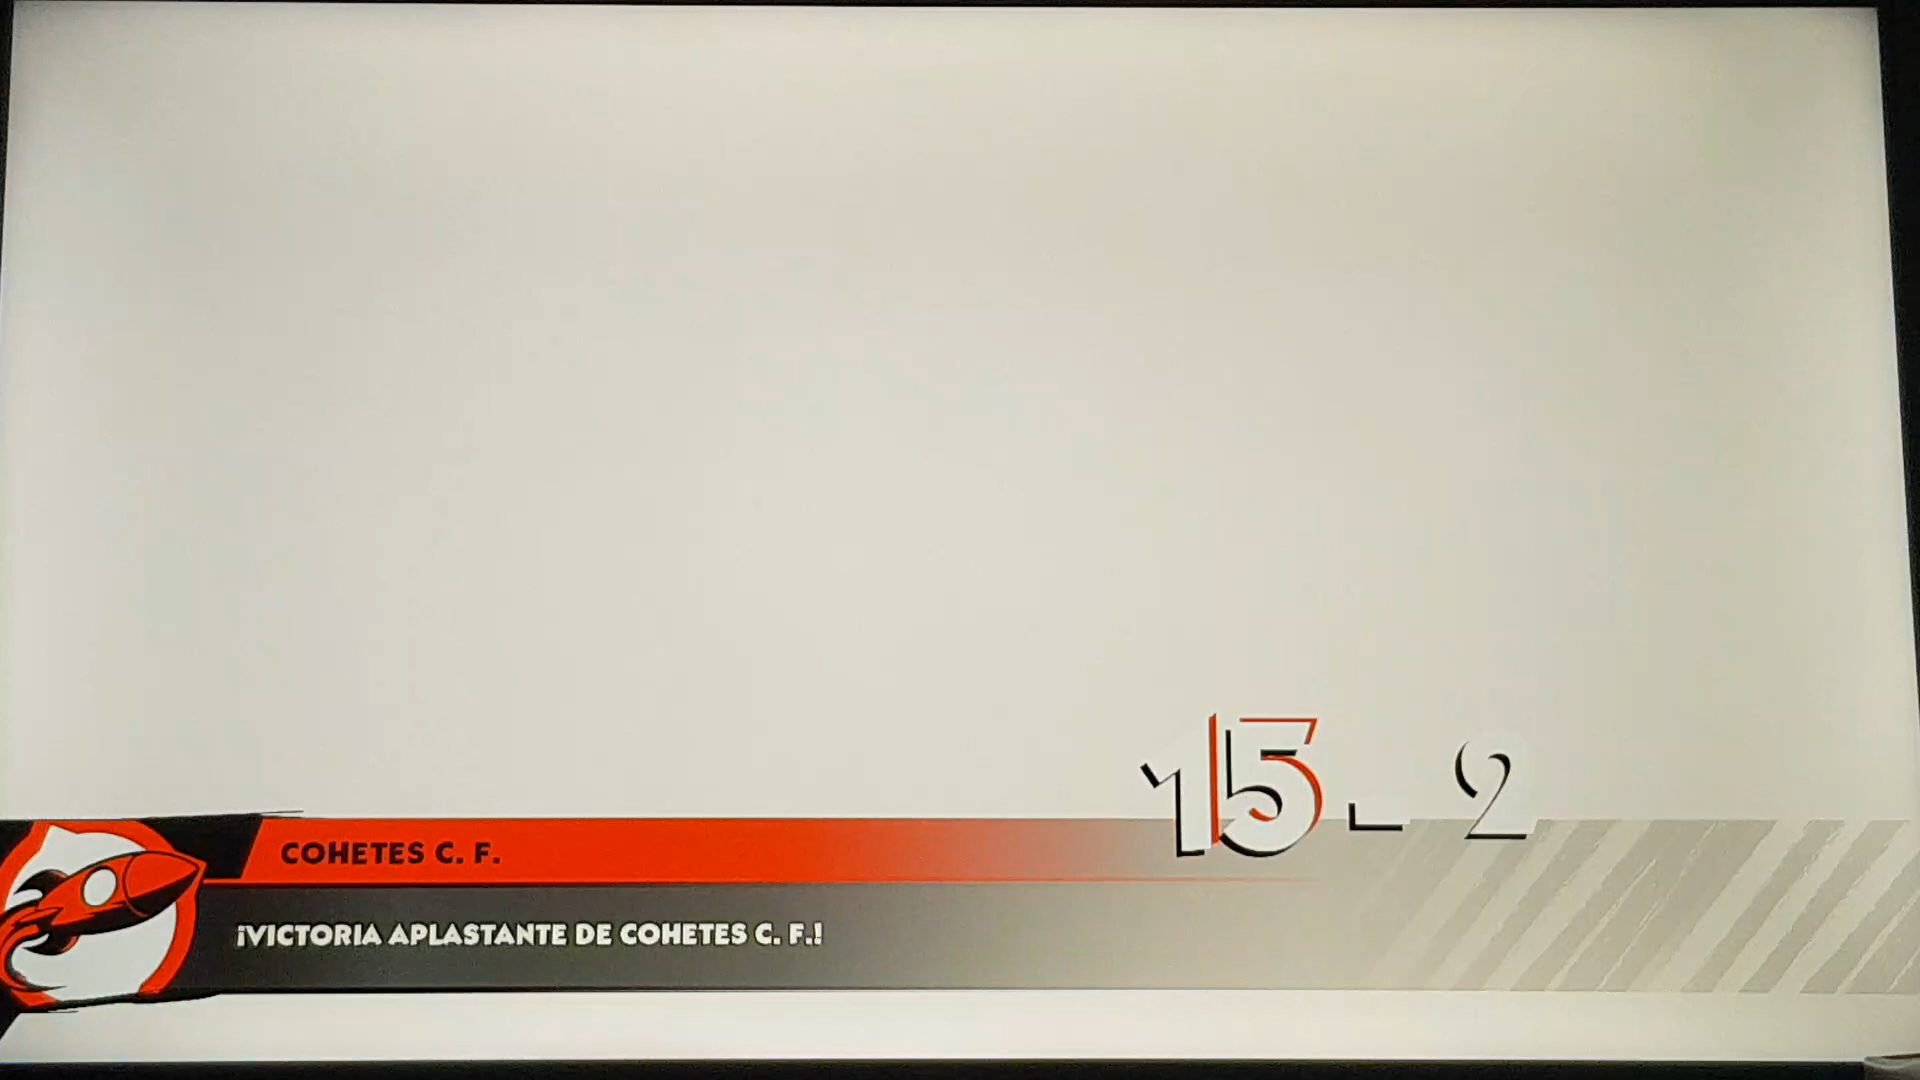 15 - 2
COHETES C. F.
¡VICTORIA APLASTANTE DE COHETES C. F.!